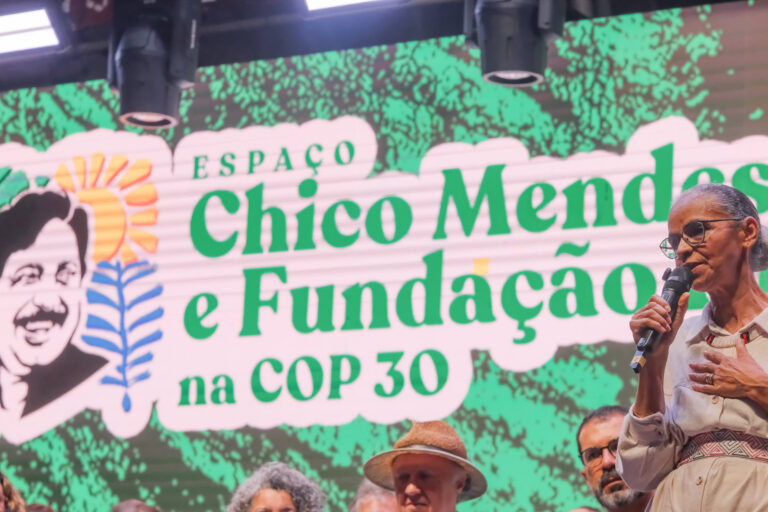 ESPAÇO
Chico Mendes
e Fundação
na COP 30